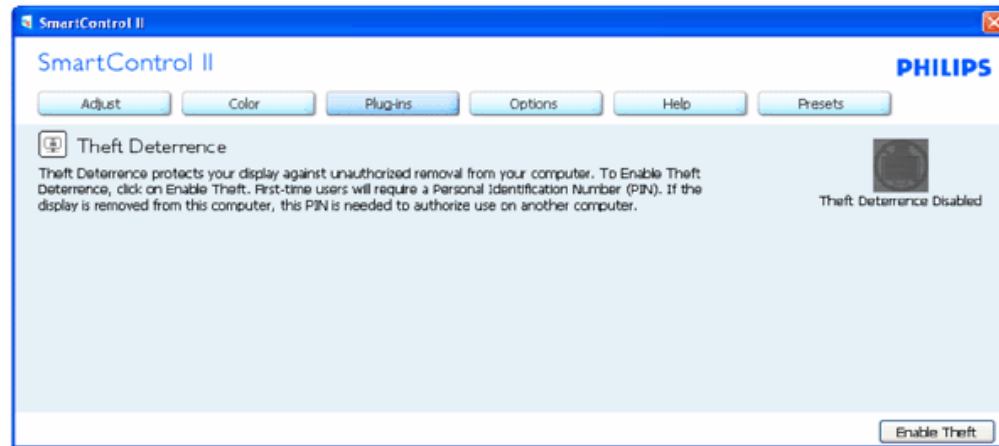 SmartControl II
SmartControl II
PHILIPS
Adjust Color Plug-ins Options Help Presets
Theft Deterrence
Theft Deterrence protects your display against unauthorized removal from your computer. To Enable Theft
Deterrence, click on Enable Theft. First-time users will require a Personal Identification Number (PIN). If the
display is removed from this computer, this PIN is needed to authorize use on another computer.
Theft Deterrence Disabled
Enable Theft